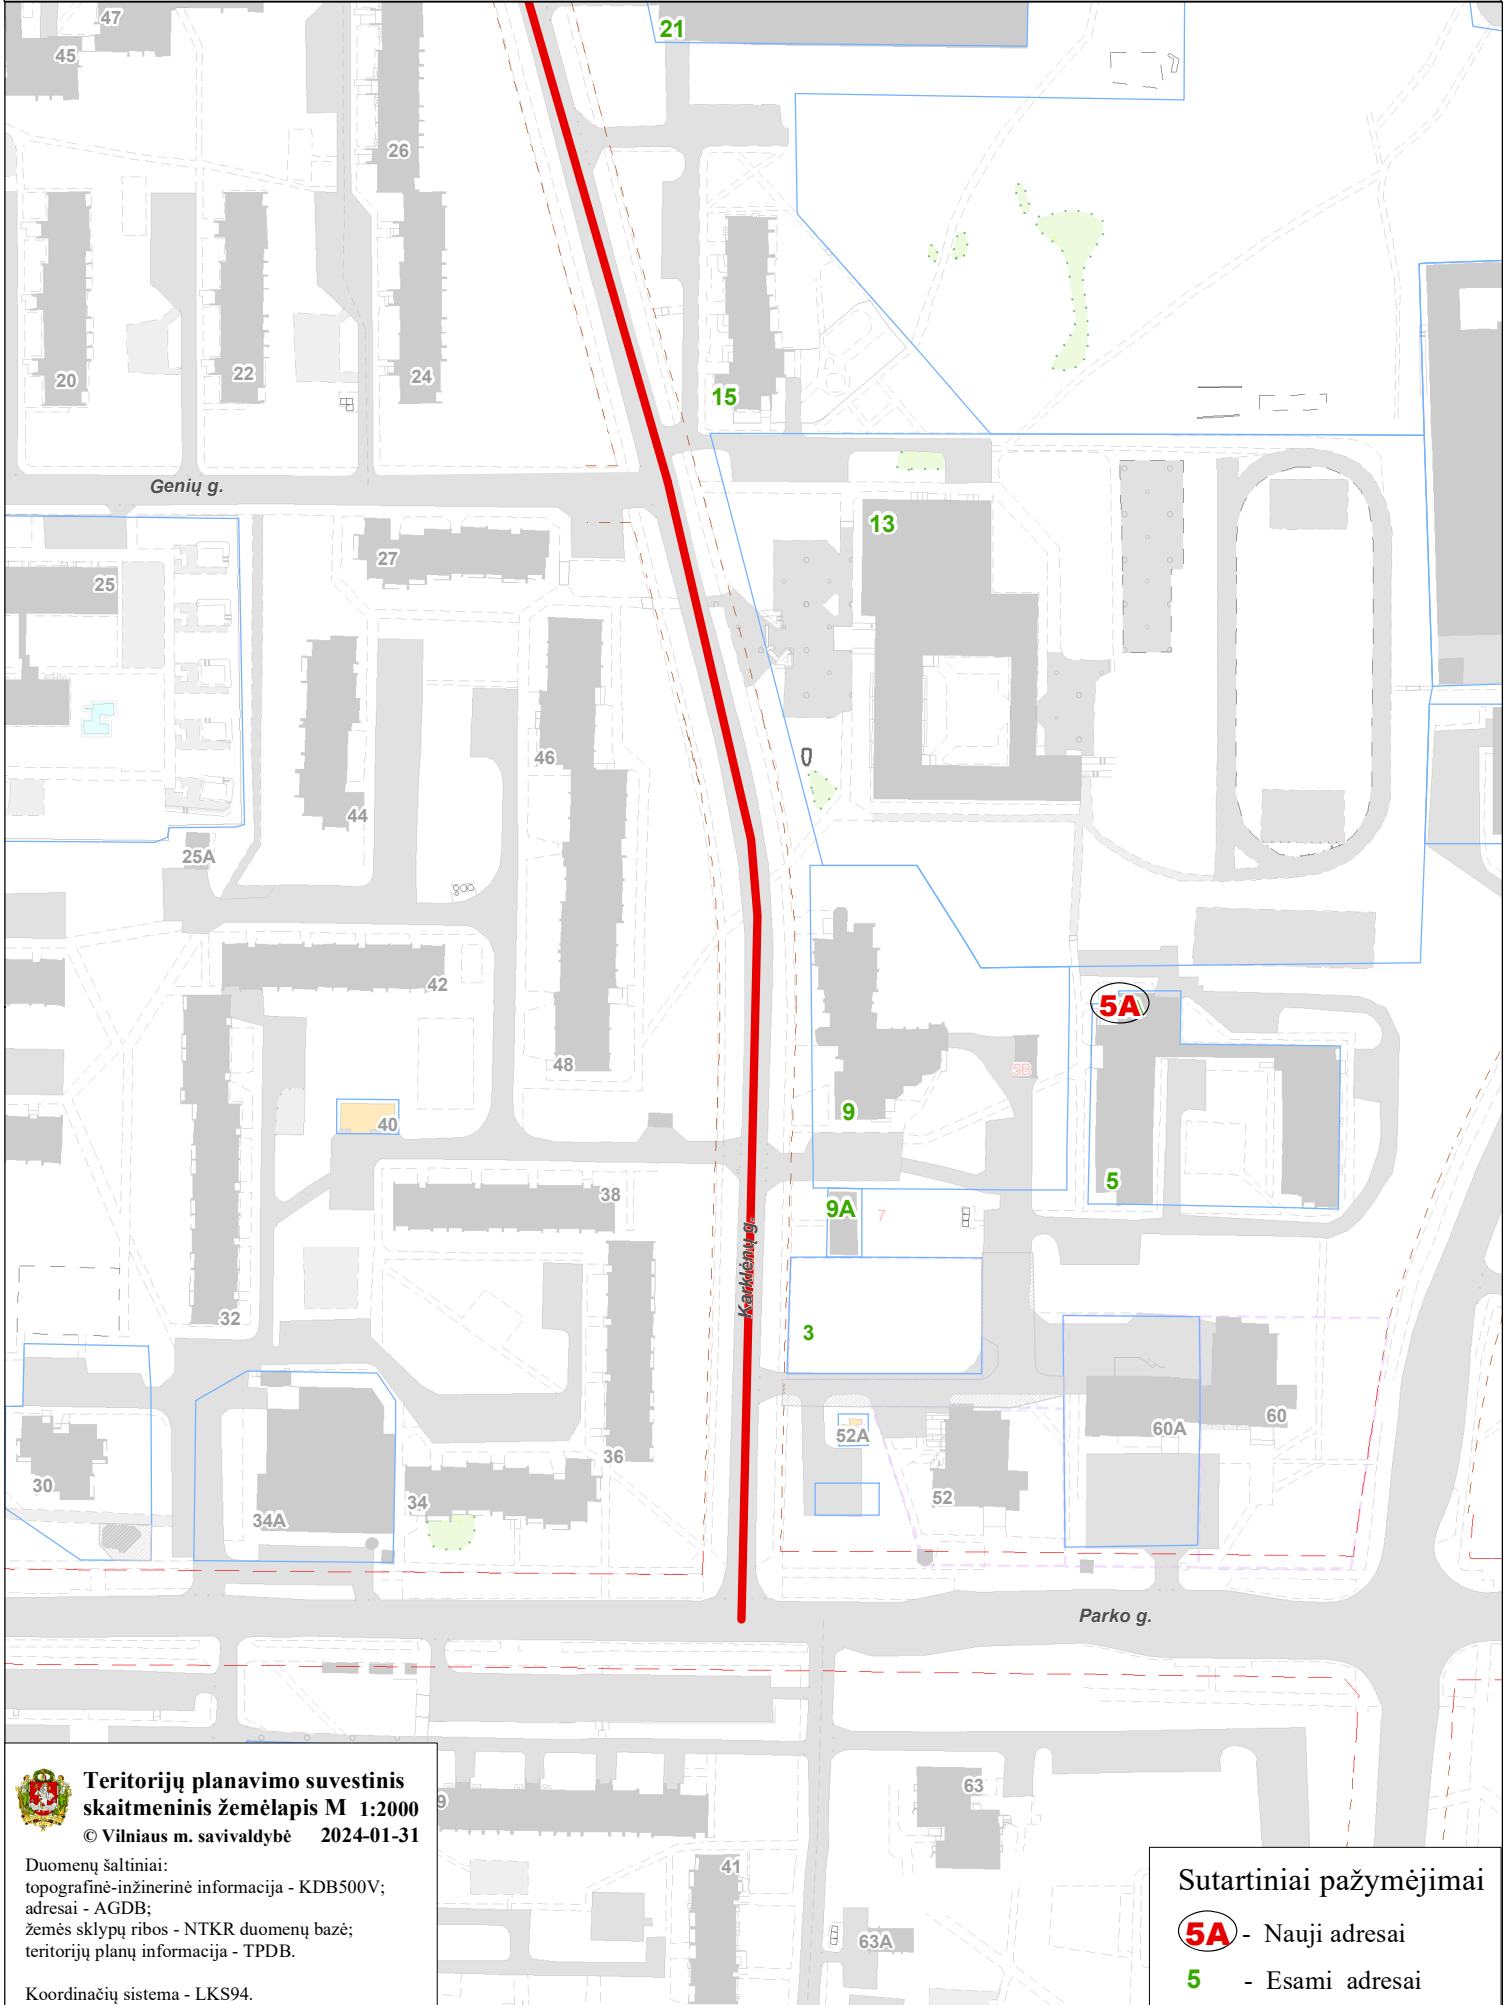 47
21
45
26
20
22
24
15
Genių g.
13
27
25
46
44
25A
42
5A
48
5B
9
40
5
38
9A
7
Karklėnų g.
32
3
60
52A
60A
36
30
34
52
34A
Parko g.
Teritorijų planavimo suvestinis
skaitmeninis žemėlapis M 1:2000
© Vilniaus m. savivaldybė 2024-01-31
Duomenų šaltiniai:
topografinė-inžinerinė informacija - KDB500V;
adresai - AGDB;
žemės sklypų ribos - NTKR duomenų bazė;
teritorijų planų informacija - TPDB.
Koordinačių sistema - LKS94.
9
63
41
63A
Sutartiniai pažymėjimai
5A - Nauji adresai
5 - Esami adresai